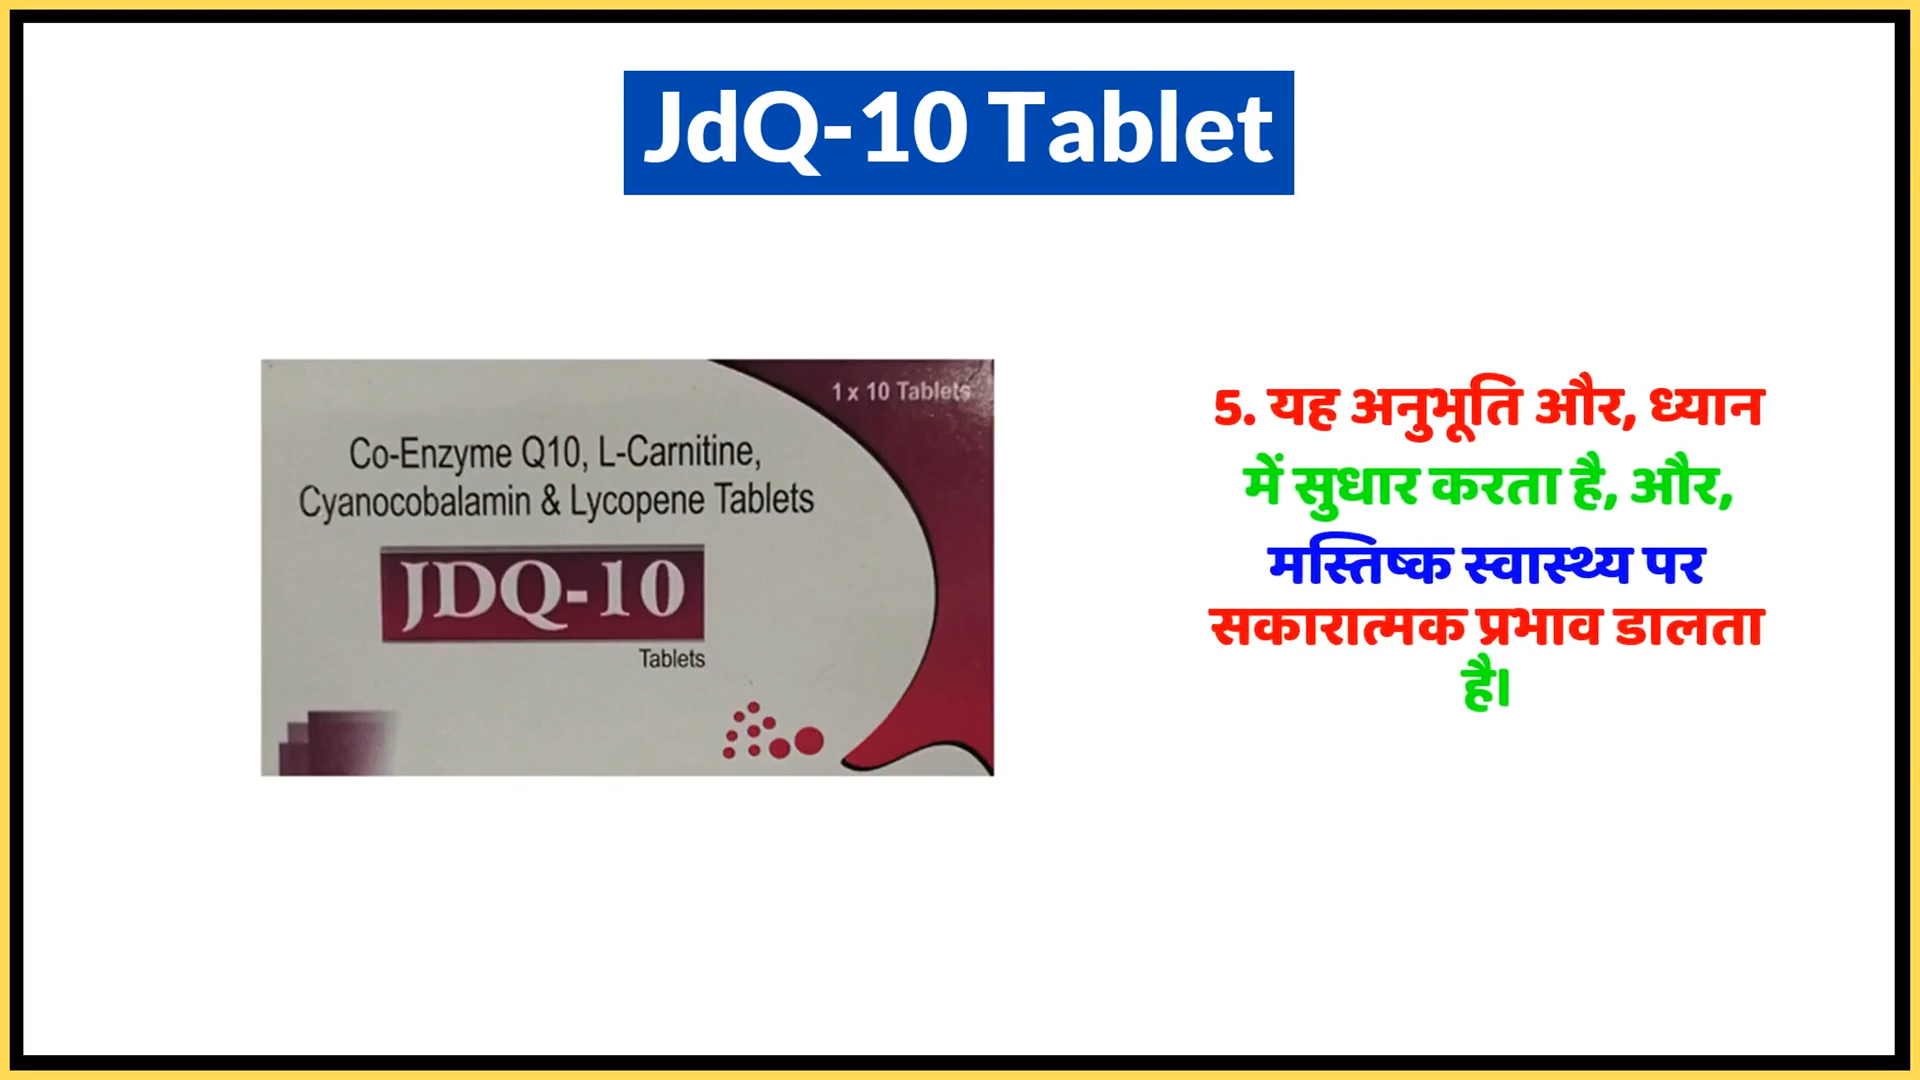 JdQ-10 Tablet
1 x 10 Tablets
Co-Enzyme Q10, L-Carnitine,
Cyanocobalamin & Lycopene Tablets
JDQ-10
Tablets
5. यह अनुभूति और, ध्यान
में सुधार करता है, और,
मस्तिष्क स्वास्थ्य पर
सकारात्मक प्रभाव डालता
है।